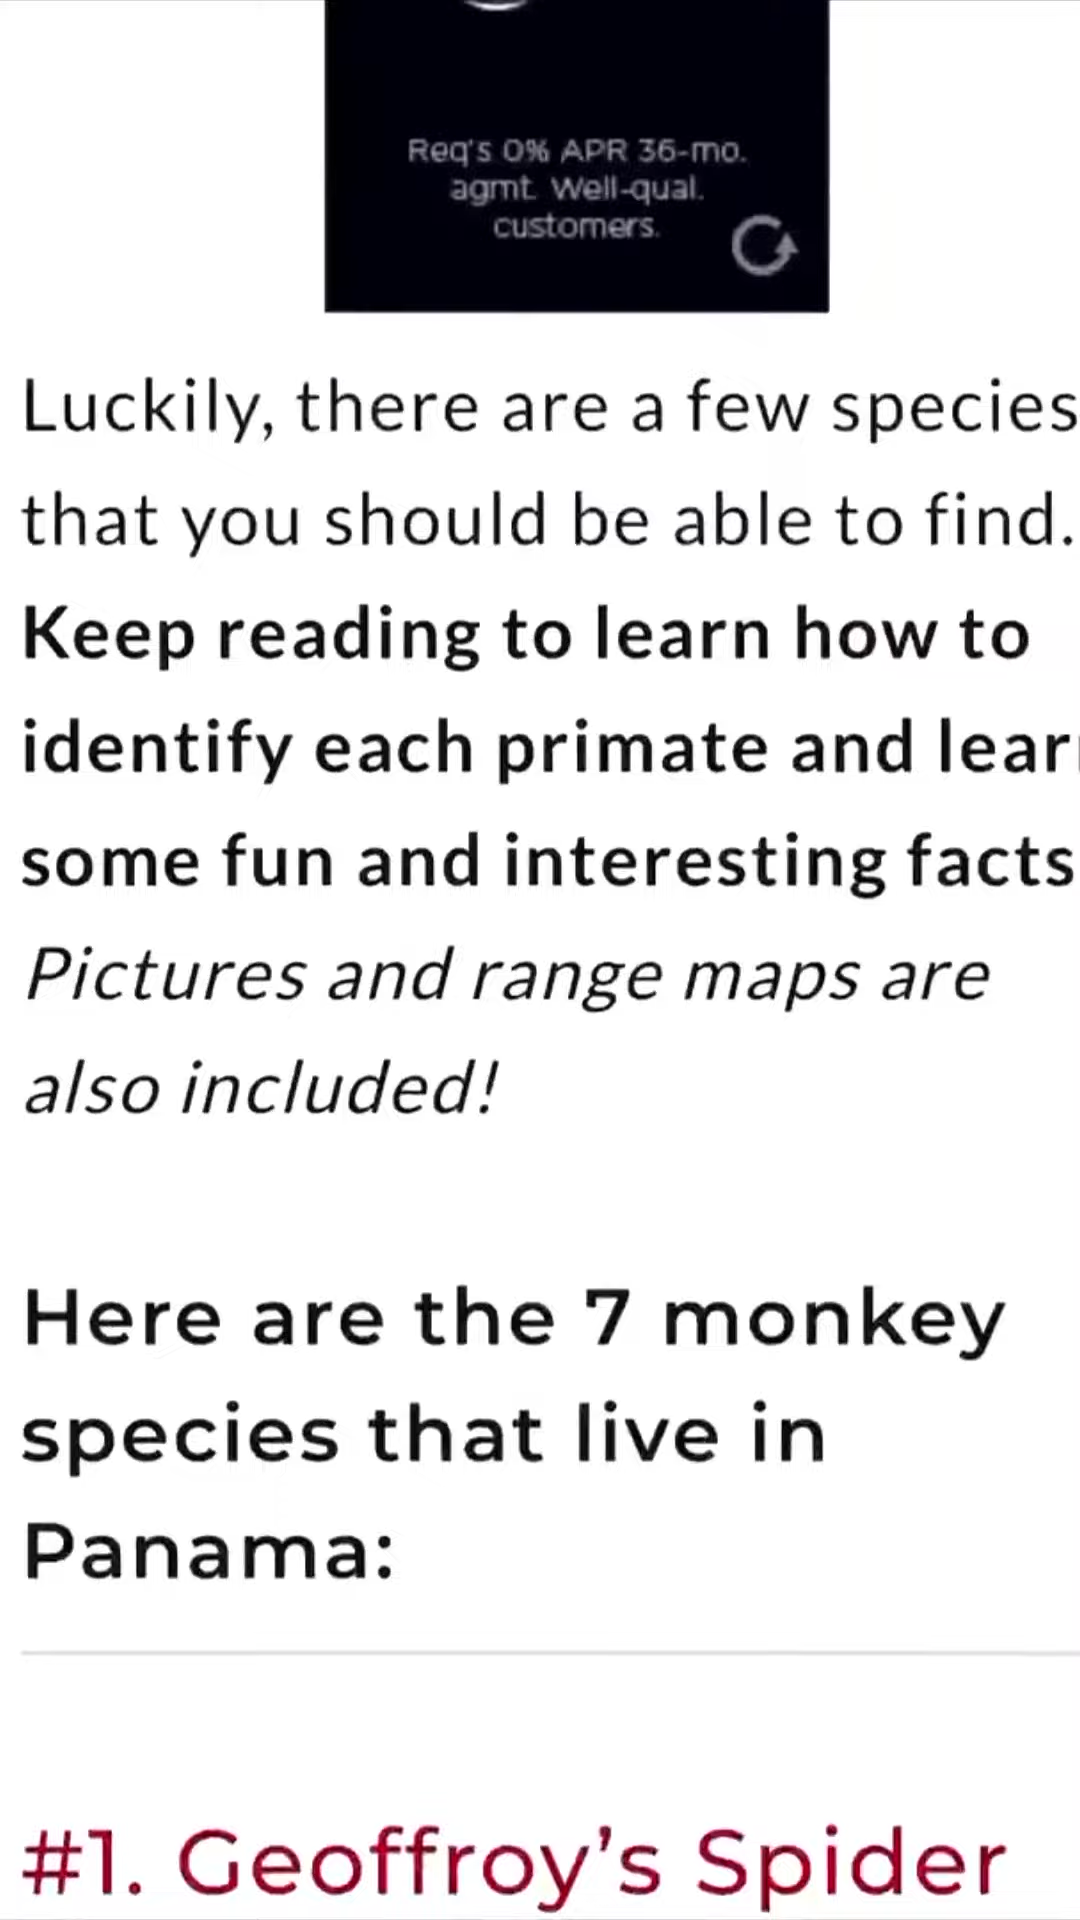 Req's 0% APR 36-mo.
agmt. Well-qual.
customers.
Luckily, there are a few species
that you should be able to find.
Keep reading to learn how to
identify each primate and lear
some fun and interesting facts
Pictures and range maps are
also included!
Here are the 7 monkey
species that live in
Panama:
#1. Geoffroy’s Spider